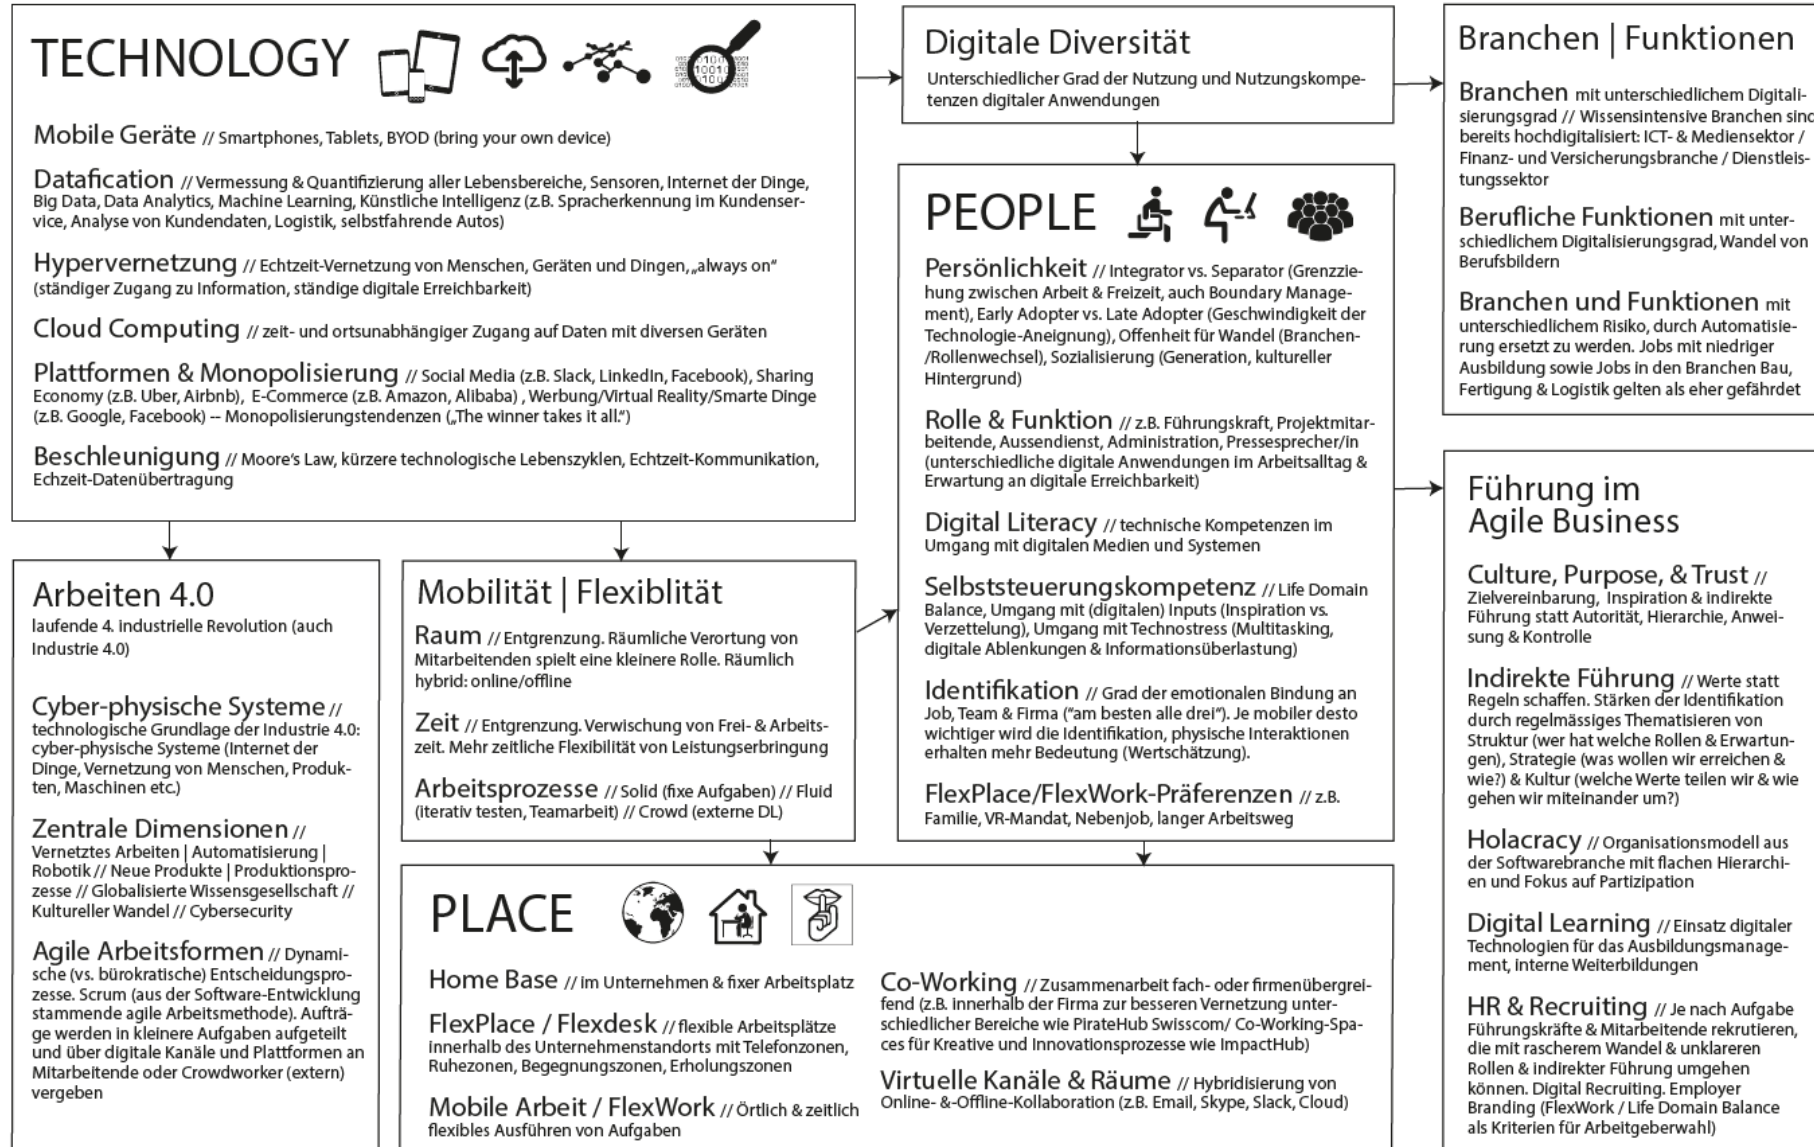 TECHNOLOGY
Mobile Geräte // Smartphones, Tablets, BYOD (bring your own device)
Datafication // Vermessung & Quantifizierung aller Lebensbereiche, Sensoren, Internet der Dinge,
Big Data, Data Analytics, Machine Learning, Künstliche Intelligenz (z.B. Spracherkennung im Kundenser-
vice, Analyse von Kundendaten, Logistik, selbstfahrende Autos)
Hypervernetzung // Echtzeit-Vernetzung von Menschen, Geräten und Dingen, „always on“
(ständiger Zugang zu Information, ständige digitale Erreichbarkeit)
Cloud Computing // zeit- und ortsunabhängiger Zugang auf Daten mit diversen Geräten
Plattformen & Monopolisierung // Social Media (z.B. Slack, LinkedIn, Facebook), Sharing
Economy (z.B. Uber, Airbnb), E-Commerce (z.B. Amazon, Alibaba) , Werbung/Virtual Reality/Smarte Dinge
(z.B. Google, Facebook) -- Monopolisierungstendenzen („The winner takes it all.“)
Beschleunigung // Moore's Law, kürzere technologische Lebenszyklen, Echtzeit-Kommunikation,
Echzeit-Datenübertragung
Digitale Diversität
Unterschiedlicher Grad der Nutzung und Nutzungskompe-
tenzen digitaler Anwendungen
Branchen | Funktionen
Branchen mit unterschiedlichem Digitali-
sierungsgrad // Wissensintensive Branchen sind
bereits hochdigitalisiert: ICT- & Mediensektor /
Finanz- und Versicherungsbranche / Dienstleis-
tungssektor
Berufliche Funktionen mit unter-
schiedlichem Digitalisierungsgrad, Wandel von
Berufsbildern
Branchen und Funktionen mit
unterschiedlichem Risiko, durch Automatisie-
rung ersetzt zu werden. Jobs mit niedriger
Ausbildung sowie Jobs in den Branchen Bau,
Fertigung & Logistik gelten als eher gefährdet
PEOPLE
Persönlichkeit // Integrator vs. Separator (Grenzzie-
hung zwischen Arbeit & Freizeit, auch Boundary Manage-
ment), Early Adopter vs. Late Adopter (Geschwindigkeit der
Technologie-Aneignung), Offenheit für Wandel (Branchen-
/Rollenwechsel), Sozialisierung (Generation, kultureller
Hintergrund)
Rolle & Funktion // z.B. Führungskraft, Projektmitar-
beitende, Aussendienst, Administration, Pressesprecher/in
(unterschiedliche digitale Anwendungen im Arbeitsalltag &
Erwartung an digitale Erreichbarkeit)
Digital Literacy // technische Kompetenzen im
Umgang mit digitalen Medien und Systemen
Selbststeuerungskompetenz // Life Domain
Balance, Umgang mit (digitalen) Inputs (Inspiration vs.
Verzettelung), Umgang mit Technostress (Multitasking,
digitale Ablenkungen & Informationsüberlastung)
Identifikation // Grad der emotionalen Bindung an
Job, Team & Firma ("am besten alle drei"). Je mobiler desto
wichtiger wird die Identifikation, physische Interaktionen
erhalten mehr Bedeutung (Wertschätzung).
FlexPlace/FlexWork-Präferenzen // z.B.
Familie, VR-Mandat, Nebenjob, langer Arbeitsweg
Führung im
Agile Business
Culture, Purpose, & Trust //
Zielvereinbarung, Inspiration & indirekte
Führung statt Autorität, Hierarchie, Anwei-
sung & Kontrolle
Indirekte Führung // Werte statt
Regeln schaffen. Stärken der Identifikation
durch regelmässiges Thematisieren von
Struktur (wer hat welche Rollen & Erwartun-
gen), Strategie (was wollen wir erreichen &
wie?) & Kultur (welche Werte teilen wir & wie
gehen wir miteinander um?)
Holacracy // Organisationsmodell aus
der Softwarebranche mit flachen Hierarchi-
en und Fokus auf Partizipation
Digital Learning // Einsatz digitaler
Technologien für das Ausbildungsmanage-
ment, interne Weiterbildungen
HR & Recruiting // Je nach Aufgabe
Führungskräfte & Mitarbeitende rekrutieren,
die mit rascherem Wandel & unklareren
Rollen & indirekter Führung umgehen
können. Digital Recruiting. Employer
Branding (FlexWork / Life Domain Balance
als Kriterien für Arbeitgeberwahl)
Arbeiten 4.0
laufende 4. industrielle Revolution (auch
Industrie 4.0)
Cyber-physische Systeme //
technologische Grundlage der Industrie 4.0:
cyber-physische Systeme (Internet der
Dinge, Vernetzung von Menschen, Produk-
ten, Maschinen etc.)
Zentrale Dimensionen //
Vernetztes Arbeiten | Automatisierung |
Robotik // Neue Produkte | Produktionspro-
zesse // Globalisierte Wissensgesellschaft //
Kultureller Wandel // Cybersecurity
Agile Arbeitsformen // Dynami-
sche (vs. bürokratische) Entscheidungspro-
zesse. Scrum (aus der Software-Entwicklung
stammende agile Arbeitsmethode). Aufträ-
ge werden in kleinere Aufgaben aufgeteilt
und über digitale Kanäle und Plattformen an
Mitarbeitende oder Crowdworker (extern)
vergeben
Mobilität | Flexiblität
Raum // Entgrenzung. Räumliche Verortung von
Mitarbeitenden spielt eine kleinere Rolle. Räumlich
hybrid: online/offline
Zeit // Entgrenzung. Verwischung von Frei- & Arbeits-
zeit. Mehr zeitliche Flexibilität von Leistungserbringung
Arbeitsprozesse // Solid (fixe Aufgaben) // Fluid
(iterativ testen, Teamarbeit) // Crowd (externe DL)
PLACE
Home Base // im Unternehmen & fixer Arbeitsplatz
FlexPlace / Flexdesk // flexible Arbeitsplätze
innerhalb des Unternehmenstandorts mit Telefonzonen,
Ruhezonen, Begegnungszonen, Erholungszonen
Mobile Arbeit / FlexWork // Örtlich & zeitlich
flexibles Ausführen von Aufgaben
Co-Working // Zusammenarbeit fach- oder firmenübergrei-
fend (z.B. innerhalb der Firma zur besseren Vernetzung unter-
schiedlicher Bereiche wie PirateHub Swisscom/ Co-Working-Spa-
ces für Kreative und Innovationsprozesse wie ImpactHub)
Virtuelle Kanäle & Räume // Hybridisierung von
Online- &-Offline-Kollaboration (z.B. Email, Skype, Slack, Cloud)